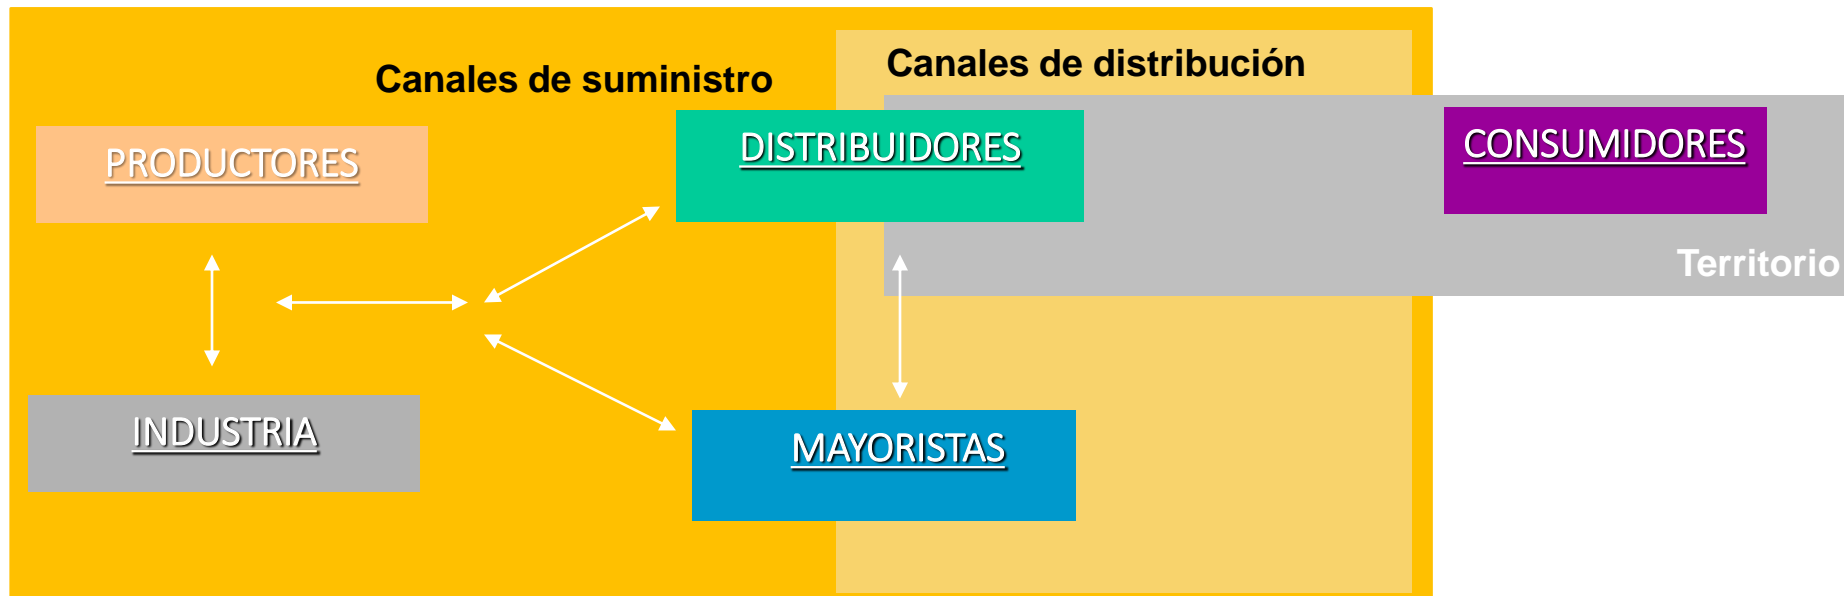 Canales de suministro
Canales de distribución
PRODUCTORES
DISTRIBUIDORES
CONSUMIDORES
Territorio
INDUSTRIA
MAYORISTAS